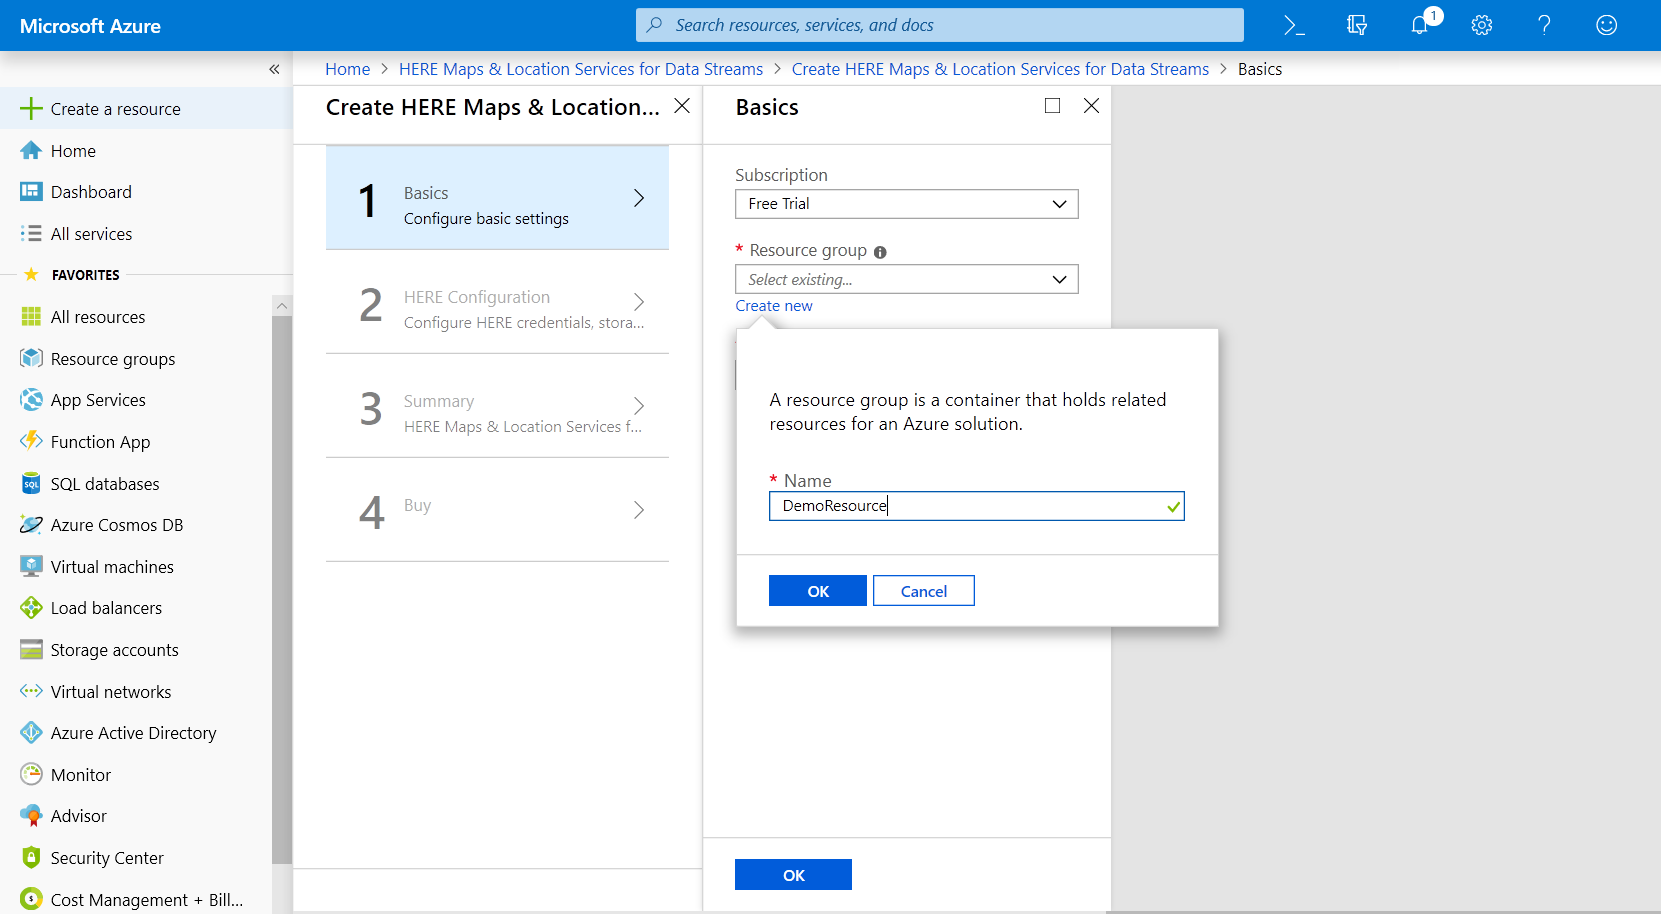 Microsoft Azure
Search resources, services, and docs
1
Home > HERE Maps & Location Services for Data Streams > Create HERE Maps & Location Services for Data Streams > Basics
Create a resource
Home
Dashboard
All services
FAVORITES
All resources
Resource groups
App Services
Function App
SQL
SQL databases
Azure Cosmos DB
Virtual machines
Load balancers
Storage accounts
Virtual networks
Azure Active Directory
Monitor
Advisor
Security Center
Cost Management + Bill...
Create HERE Maps & Location...
1
Basics
Configure basic settings
2
HERE Configuration
Configure HERE credentials, stora...
3
Summary
HERE Maps & Location Services f...
4
Buy
Basics
Subscription
Free Trial
* Resource group
Select existing...
Create new
A resource group is a container that holds related
resources for an Azure solution.
* Name
DemoResource
OK
Cancel
OK